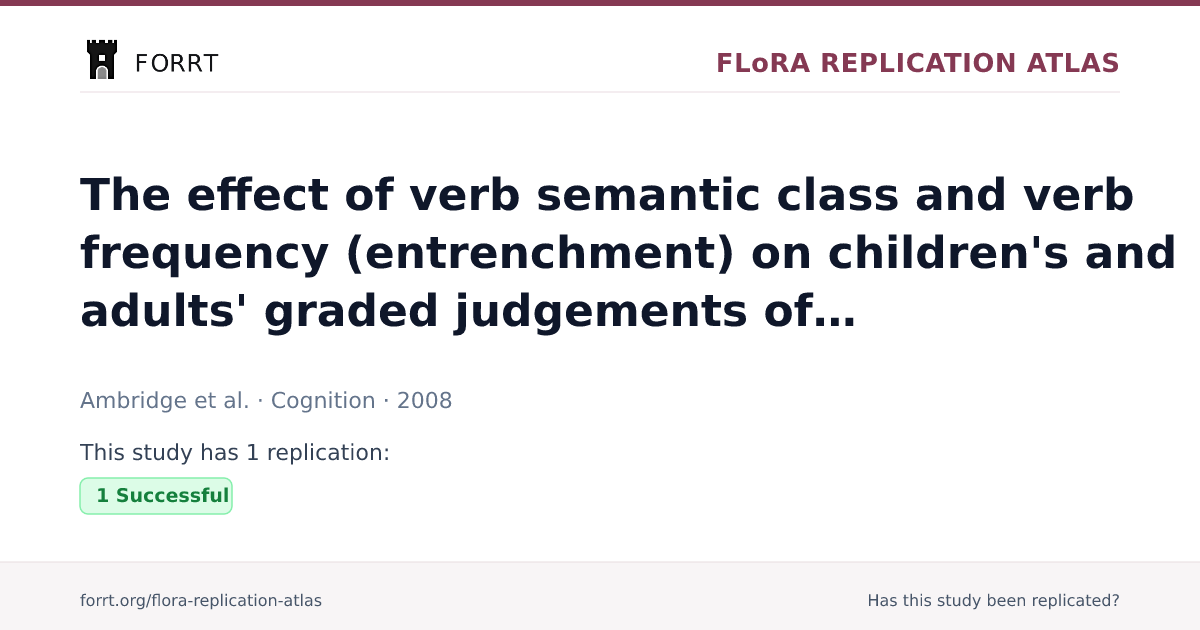 FORRT
FLoRA REPLICATION ATLAS
The effect of verb semantic class and verb
frequency (entrenchment) on children's and
adults' graded judgements of…
Ambridge et al. · Cognition · 2008
This study has 1 replication:
1 Successful
forrt.org/flora-replication-atlas
Has this study been replicated?